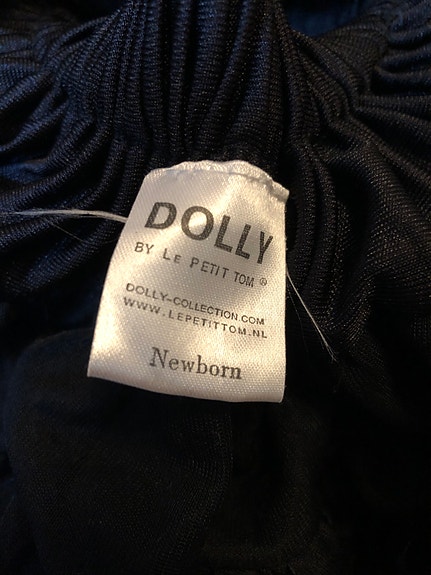 DOLLY
BY LE PETIT TOM ®
DOLLY-COLLECTION.COM
WWW.LEPETITTOM.NL
Newborn